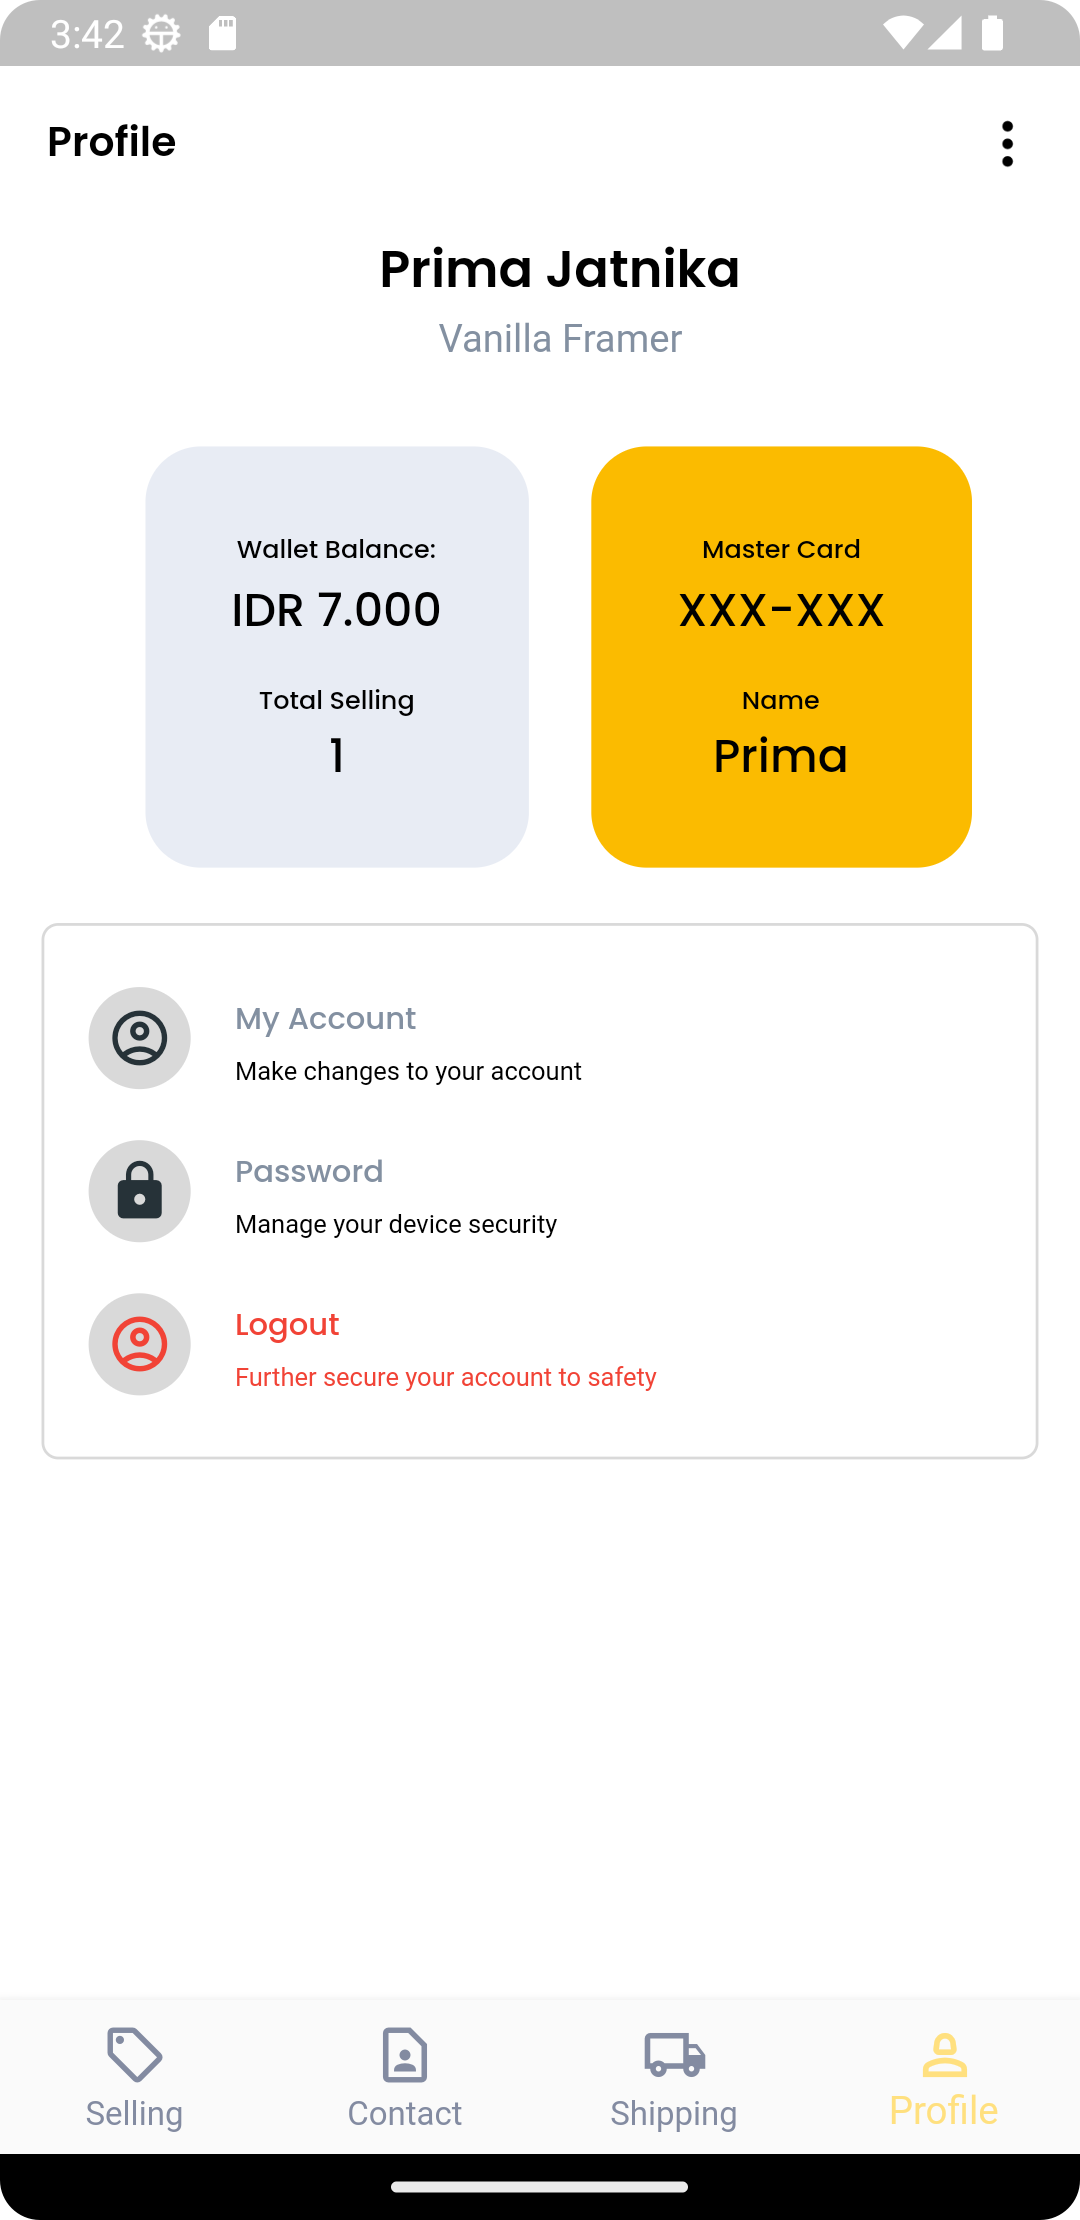 3:42
Profile
Prima Jatnika
Vanilla Framer
Wallet Balance:
IDR 7.000
Total Selling
1
Master Card
XXX-XXX
Name
Prima
My Account
Make changes to your account
Password
Manage your device security
Logout
Further secure your account to safety
Selling
Contact
Shipping
Profile